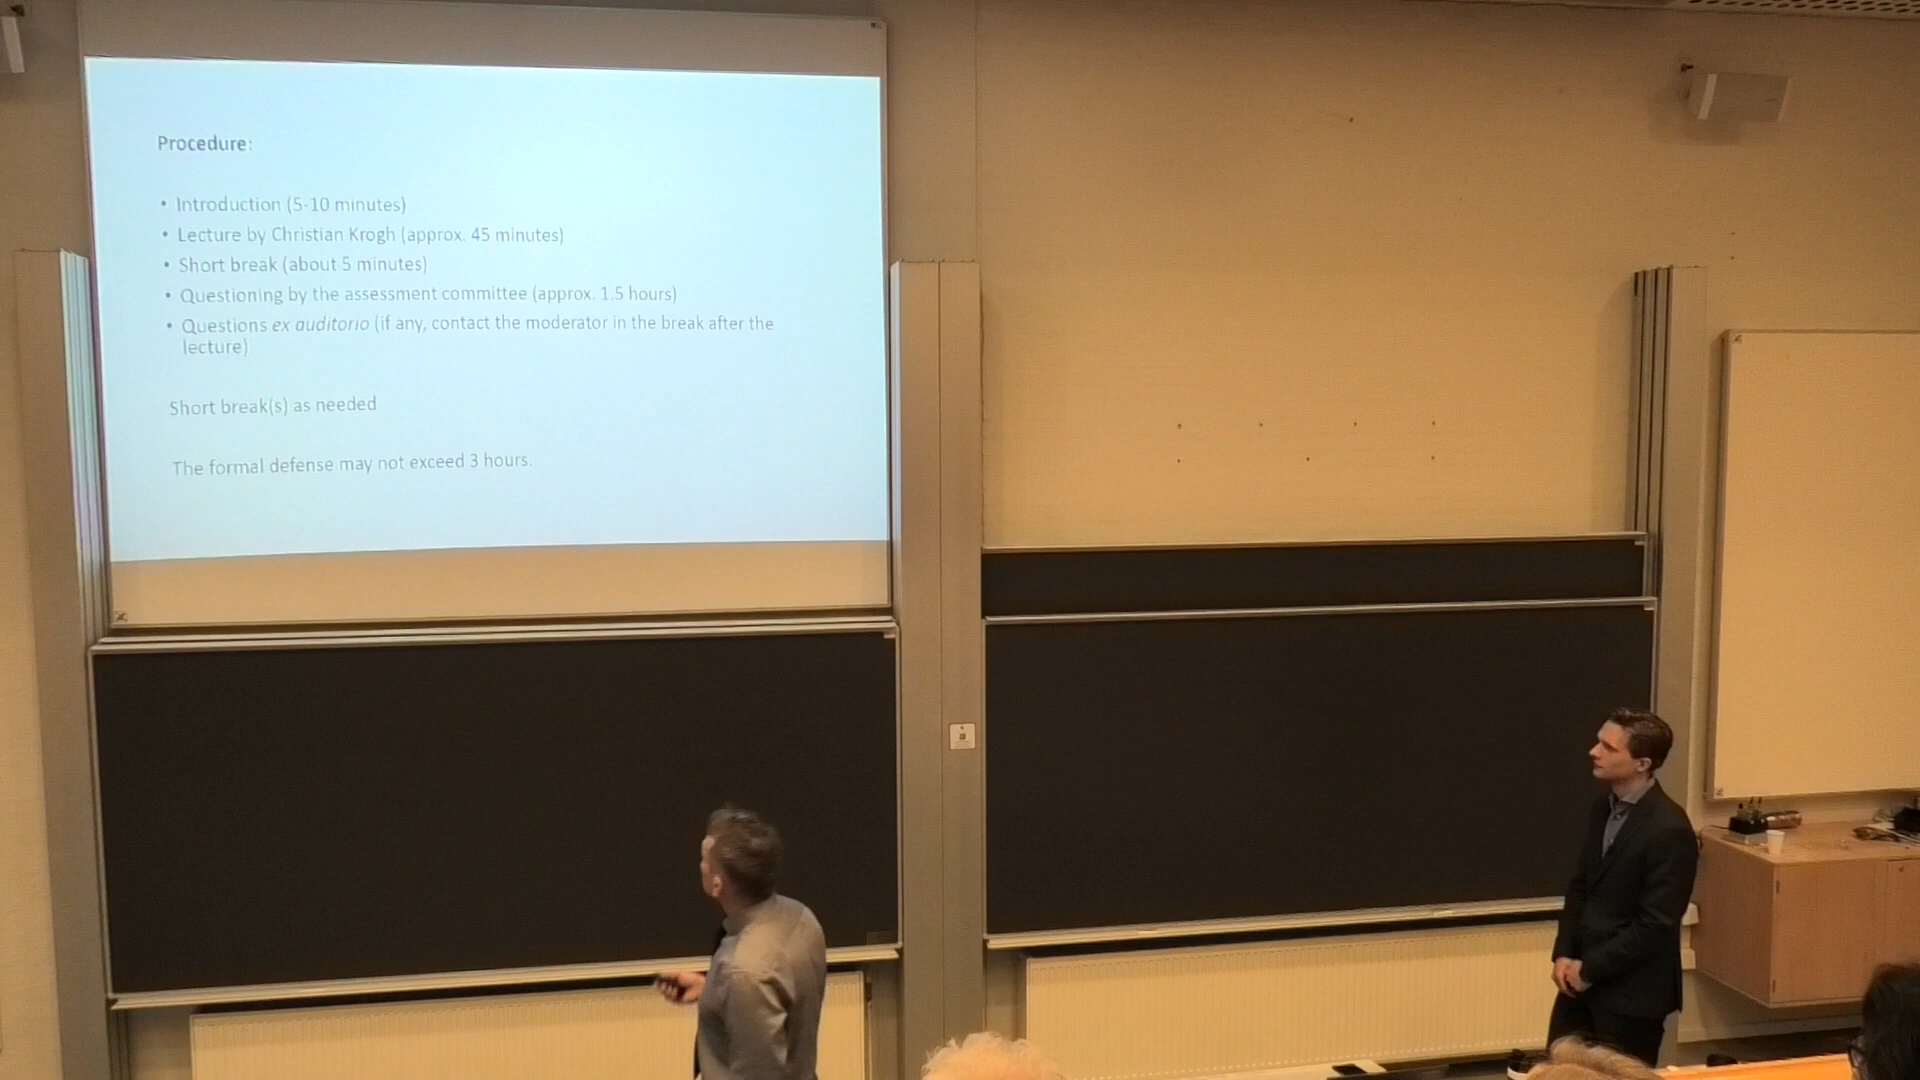 Procedure:
• Introduction (5-10 minutes)
• Lecture by Christian Krogh (approx. 45 minutes)
• Short break (about 5 minutes)
• Questioning by the assessment committee (approx. 1.5 hours)
• Questions ex auditorio (if any, contact the moderator in the break after the
lecture)
Short break(s) as needed
The formal defense may not exceed 3 hours.